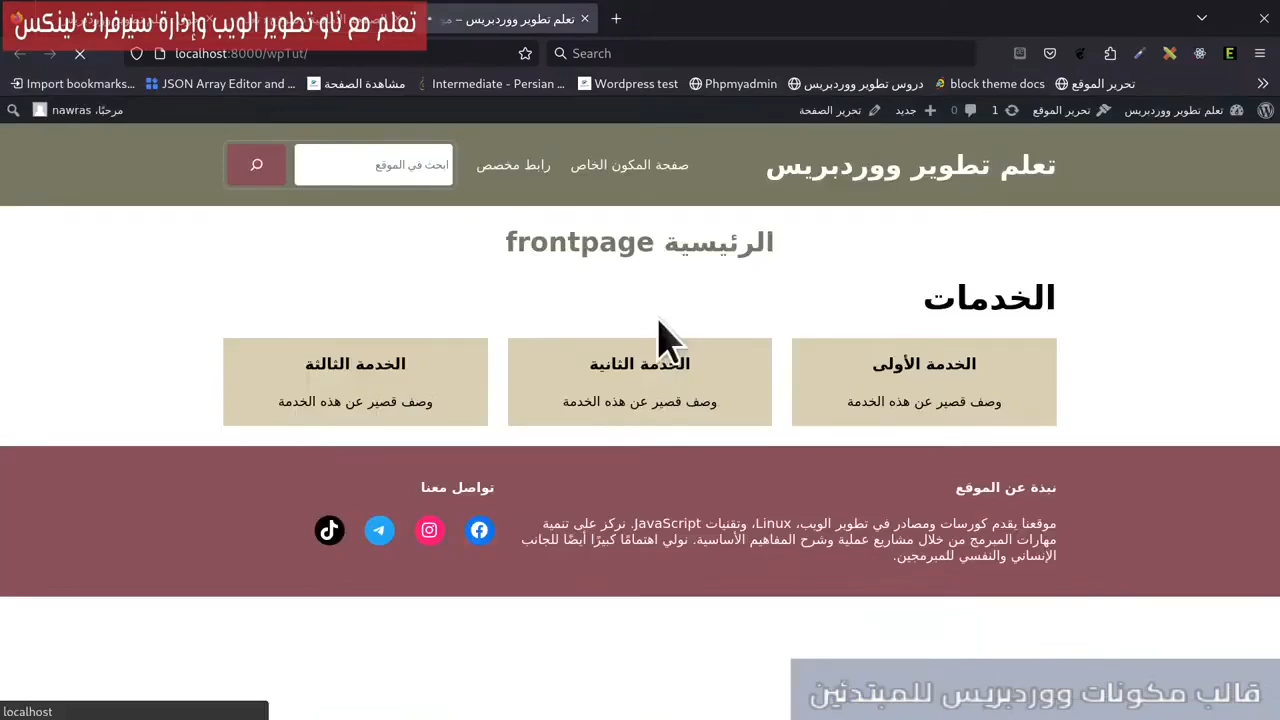 تعلم مع ناو تطوير الويب وإدارة سيرفرات لينكس
تعلم تطوير ووردبريس – مو
localhost:8000/wpTut/
Search
Import bookmarks...
JSON Array Editor and ...
مشاهدة الصفحة
Intermediate - Persian ...
Wordpress test
Phpmyadmin
دروس تطوير ووردبريس
block theme docs
تحرير الموقع
مرحبًا، nawras
تحرير الصفحة
جديد
0
1
تحرير الموقع
تعلم تطوير ووردبريس
تعلم تطوير ووردبريس
صفحة المكون الخاص
رابط مخصص
ابحث في الموقع
الرئيسية frontpage
الخدمات
الخدمة الأولى
وصف قصير عن هذه الخدمة
الخدمة الثانية
وصف قصير عن هذه الخدمة
الخدمة الثالثة
وصف قصير عن هذه الخدمة
نبذة عن الموقع
موقعنا يقدم كورسات ومصادر في تطوير الويب، Linux، وتقنيات JavaScript. نركز على تنمية
مهارات المبرمج من خلال مشاريع عملية وشرح المفاهيم الأساسية. نولي اهتمامًا كبيرًا أيضًا للجانب
الإنساني والنفسي للمبرمجين.
تواصل معنا
قالب مكونات ووردبريس للمبتدئين
localhost